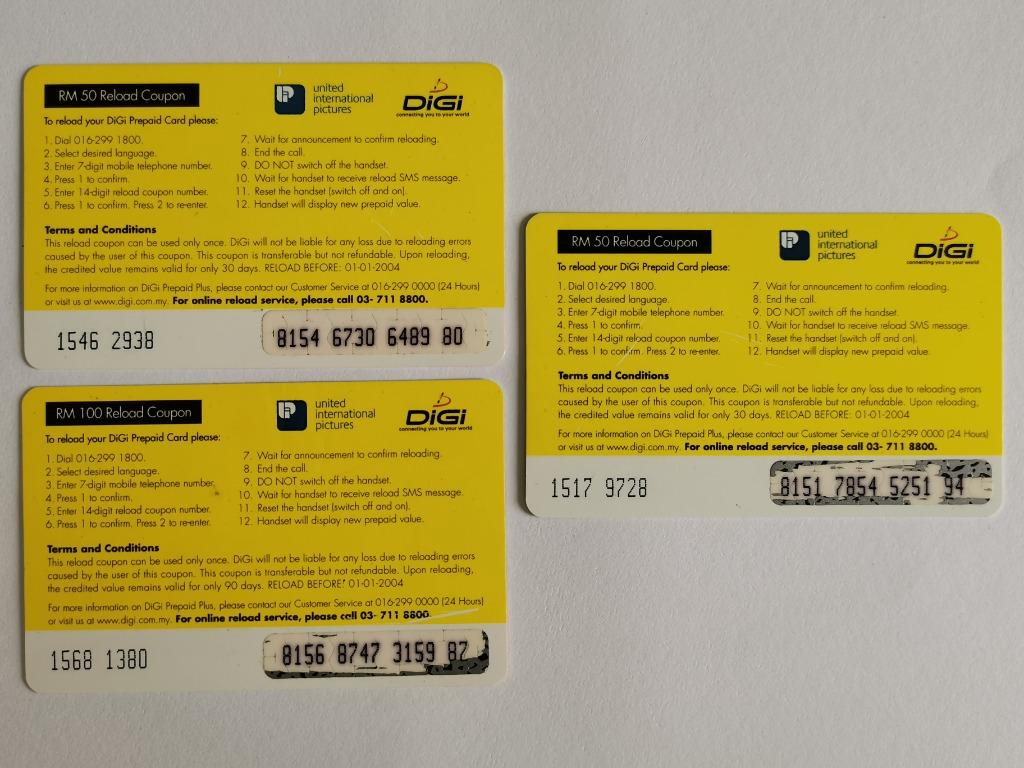 RM 50 Reload Coupon
united
international
pictures
DiGi
connecting you to your world
To reload your DiGi Prepaid Card please:
1. Dial 016-299 1800.
2. Select desired language.
3. Enter 7-digit mobile telephone number.
4. Press 1 to confirm.
5. Enter 14-digit reload coupon number.
6. Press 1 to confirm. Press 2 to re-enter.
7. Wait for announcement to confirm reloading.
8. End the call.
9. DO NOT switch off the handset.
10. Wait for handset to receive reload SMS message.
11. Reset the handset (switch off and on).
12. Handset will display new prepaid value.
Terms and Conditions
This reload coupon can be used only once. DiGi will not be liable for any loss due to reloading errors
caused by the user of this coupon. This coupon is transferable but not refundable. Upon reloading,
the credited value remains valid for only 30 days. RELOAD BEFORE: 01-01-2004
For more information on DiGi Prepaid Plus, please contact our Customer Service at 016-299 0000 (24 Hours)
or visit us at www.digi.com.my. For online reload service, please call 03- 711 8800.
1546 2938
8154 6730 6489 80
RM 100 Reload Coupon
united
international
pictures
DiGi
connecting you to your world
To reload your DiGi Prepaid Card please:
1. Dial 016-299 1800.
2. Select desired language.
3. Enter 7-digit mobile telephone number.
4. Press 1 to confirm.
5. Enter 14-digit reload coupon number.
6. Press 1 to confirm. Press 2 to re-enter.
7. Wait for announcement to confirm reloading.
8. End the call.
9. DO NOT switch off the handset.
10. Wait for handset to receive reload SMS message.
11. Reset the handset (switch off and on).
12. Handset will display new prepaid value.
Terms and Conditions
This reload coupon can be used only once. DiGi will not be liable for any loss due to reloading errors
caused by the user of this coupon. This coupon is transferable but not refundable. Upon reloading,
the credited value remains valid for only 90 days. RELOAD BEFORE: 01-01-2004
For more information on DiGi Prepaid Plus, please contact our Customer Service at 016-299 0000 (24 Hours)
or visit us at www.digi.com.my. For online reload service, please call 03- 711 8800.
1568 1380
8156 8747 3159 87
RM 50 Reload Coupon
united
international
pictures
DiGi
connecting you to your world
To reload your DiGi Prepaid Card please:
1. Dial 016-299 1800.
2. Select desired language.
3. Enter 7-digit mobile telephone number.
4. Press 1 to confirm.
5. Enter 14-digit reload coupon number.
6. Press 1 to confirm. Press 2 to re-enter.
7. Wait for announcement to confirm reloading.
8. End the call.
9. DO NOT switch off the handset.
10. Wait for handset to receive reload SMS message.
11. Reset the handset (switch off and on).
12. Handset will display new prepaid value.
Terms and Conditions
This reload coupon can be used only once. DiGi will not be liable for any loss due to reloading errors
caused by the user of this coupon. This coupon is transferable but not refundable. Upon reloading,
the credited value remains valid for only 30 days. RELOAD BEFORE: 01-01-2004
For more information on DiGi Prepaid Plus, please contact our Customer Service at 016-299 0000 (24 Hours)
or visit us at www.digi.com.my. For online reload service, please call 03- 711 8800.
1517 9728
8151 7854 5251 94